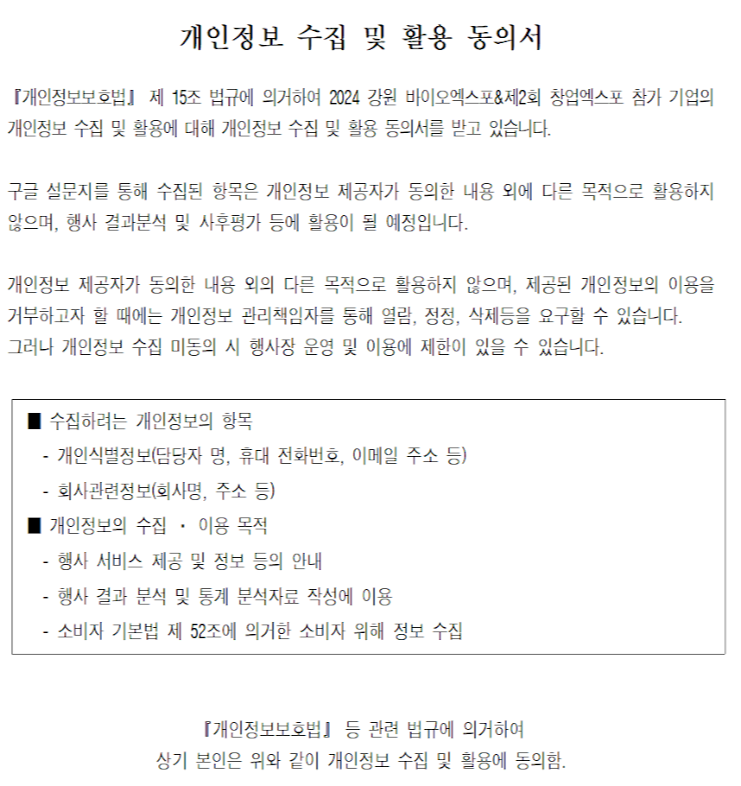 개인정보 수집 및 활용 동의서
『개인정보보호법』 제 15조 법규에 의거하여 2024 강원 바이오엑스포&제2회 창업엑스포 참가 기업의
개인정보 수집 및 활용에 대해 개인정보 수집 및 활용 동의서를 받고 있습니다.
구글 설문지를 통해 수집된 항목은 개인정보 제공자가 동의한 내용 외에 다른 목적으로 활용하지
않으며, 행사 결과분석 및 사후평가 등에 활용이 될 예정입니다.
개인정보 제공자가 동의한 내용 외의 다른 목적으로 활용하지 않으며, 제공된 개인정보의 이용을
거부하고자 할 때에는 개인정보 관리책임자를 통해 열람, 정정, 삭제등을 요구할 수 있습니다.
그러나 개인정보 수집 미동의 시 행사장 운영 및 이용에 제한이 있을 수 있습니다.
■ 수집하려는 개인정보의 항목
- 개인식별정보(담당자 명, 휴대 전화번호, 이메일 주소 등)
- 회사관련정보(회사명, 주소 등)
■ 개인정보의 수집 · 이용 목적
- 행사 서비스 제공 및 정보 등의 안내
- 행사 결과 분석 및 통계 분석자료 작성에 이용
- 소비자 기본법 제 52조에 의거한 소비자 위해 정보 수집
『개인정보보호법』 등 관련 법규에 의거하여
상기 본인은 위와 같이 개인정보 수집 및 활용에 동의함.